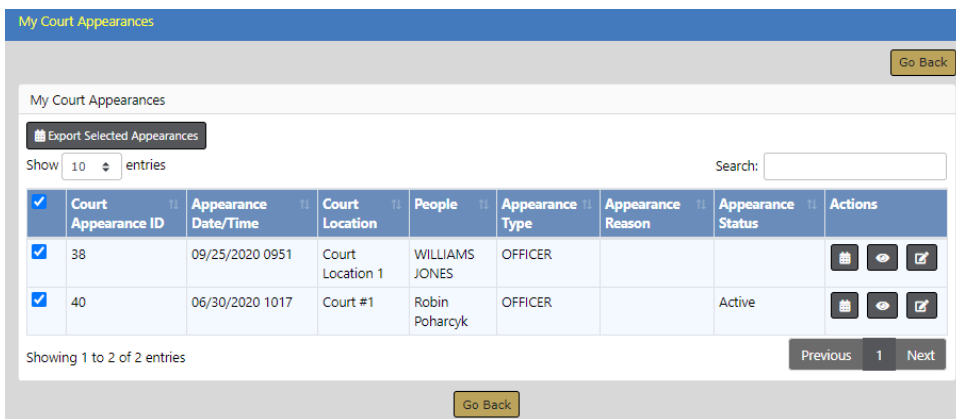 My Court Appearances
Go Back
My Court Appearances
Export Selected Appearances
Show 10 entries Search:
Court Appearance Court People Appearance Appearance Appearance Actions
Appearance ID Date/Time Location Type Reason Status
38 09/25/2020 0951 Court WILLIAMS OFFICER
Location 1 JONES
40 06/30/2020 1017 Court #1 Robin OFFICER Active
Poharcyk
Showing 1 to 2 of 2 entries Previous 1 Next
Go Back